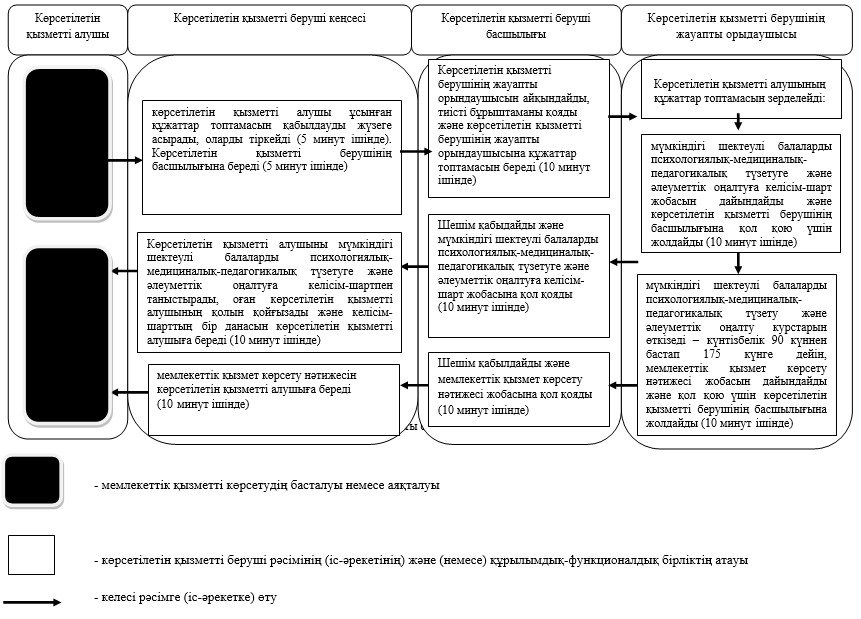 Көрсетілетін
қызметті алушы
Көрсетілетін қызметті беруші кеңсесі
Көрсетілетін қызметті беруші
басшылығы
Көрсетілетін қызметті берушінің
жауапты орыдаушысы
көрсетілетін қызметті алушы ұсынған
құжаттар топтамасын қабылдауды жүзеге
асырады, оларды тіркейді (5 минут ішінде).
Көрсетілетін қызметті берушінің
басшылығына береді (5 минут ішінде)
Көрсетілетін қызметті
берушінің жауапты
орындаушысын айқындайды,
тиісті бұрыштаманы қояды
және көрсетілетін қызметті
берушінің жауапты
орындаушысына құжаттар
топтамасын береді (10 минут
ішінде)
Көрсетілетін қызметті алушының
құжаттар топтамасын зерделейді:
мүмкіндігі шектеулі балаларды
психологиялық-медициналық-
педагогикалық түзетуге және
әлеуметтік оңалтуға келісім-шарт
жобасын дайындайды және
көрсетілетін қызметті берушінің
басшылығына қол қою үшін
жолдайды (10 минут ішінде)
Көрсетілетін қызметті алушыны мүмкіндігі
шектеулі балаларды психологиялық-
медициналық-педагогикалық түзетуге және
әлеуметтік оңалтуға келісім-шартпен
таныстырады, оған көрсетілетін қызметті
алушының қолын қойғызады және келісім-
шарттың бір данасын көрсетілетін қызметті
алушыға береді (10 минут ішінде)
Шешім қабыдайды және
мүмкіндігі шектеулі балаларды
психологиялық-медициналық-
педагогикалық түзетуге және
әлеуметтік оңалтуға келісім-
шарт жобасына қол қояды
(10 минут ішінде)
мүмкіндігі шектеулі балаларды
психологиялық-медициналық-
педагогикалық түзету және
әлеуметтік оңалту курстарын
өткізеді – күнтізбелік 90 күннен
бастап 175 күнге дейін,
мемлекеттік қызмет көрсету
нәтижесі жобасын дайындайды
және қол қою үшін көрсетілетін
қызметті берушінің басшылығына
жолдайды (10 минут ішінде)
мемлекеттік қызмет көрсету нәтижесін
көрсетілетін қызметті алушыға береді
(10 минут ішінде)
Шешім қабылдайды және
мемлекеттік қызмет көрсету
нәтижесі жобасына қол қояды
(10 минут ішінде)
- мемлекеттік қызметті көрсетудің басталуы немесе аяқталуы
- көрсетілетін қызметті беруші рәсімінің (іс-әрекетінің) және (немесе) құрылымдық-функционалдық бірліктің атауы
- келесі рәсімге (іс-әрекетке) өту